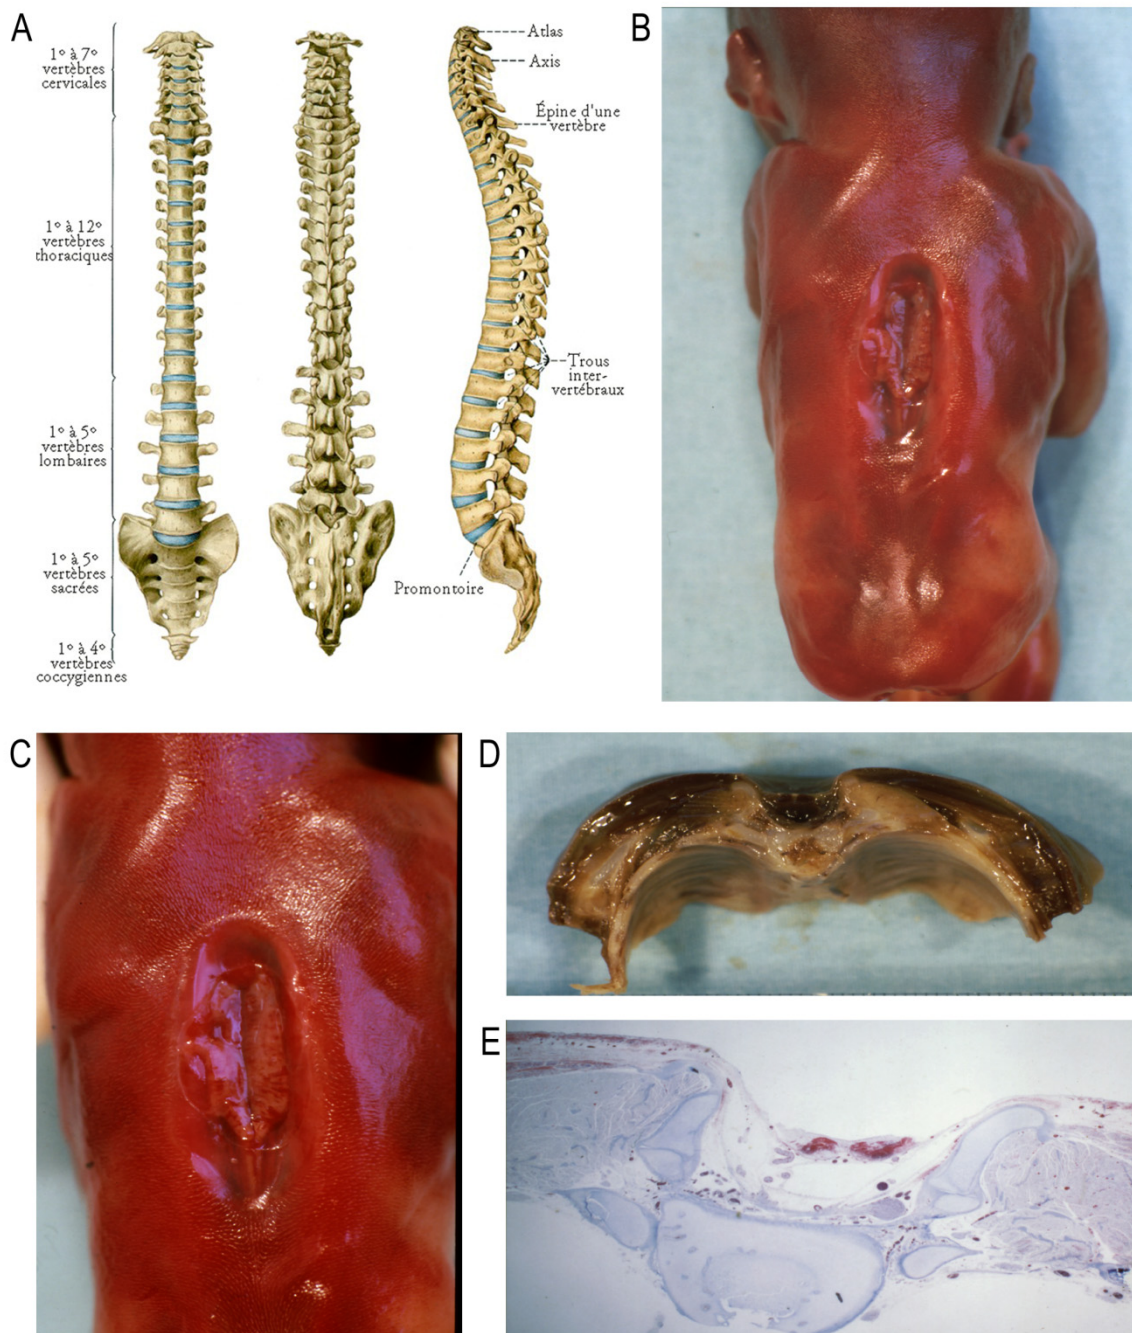 A
1° à 7°
vertèbres
cervicales
1° à 12°
vertèbres
thoraciques
1° à 5°
vertèbres
lombaires
1° à 5°
vertèbres
sacrées
1° à 4°
vertèbres
coccygiennes
Atlas
Axis
Épine d'une
vertèbre
Trous
inter-
vertébraux
Promontoire
B
C
D
E